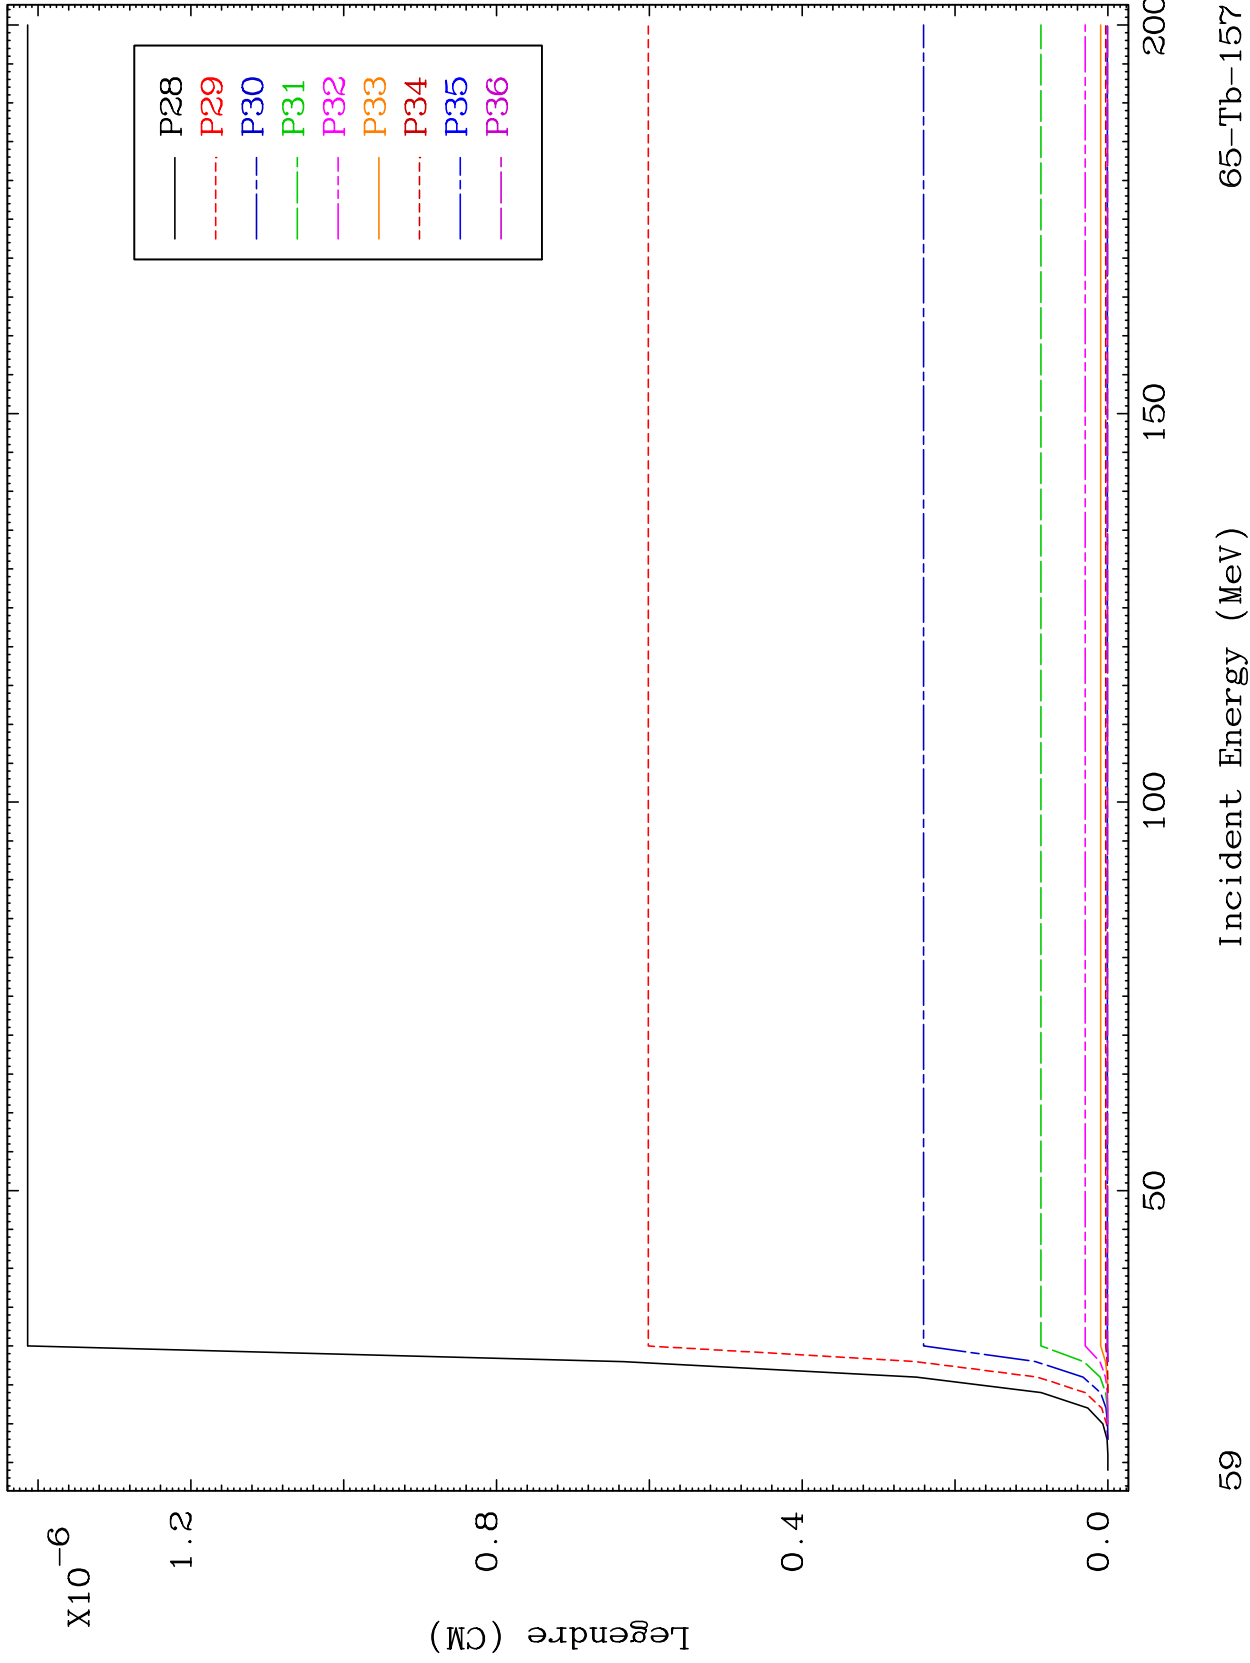 X10-6
1.2
0.8
0.4
0.0
Legendre (CM)
P28
P29
P30
P31
P32
P33
P34
P35
P36
50
100
150
200
59
Incident Energy (MeV)
65-Tb-157